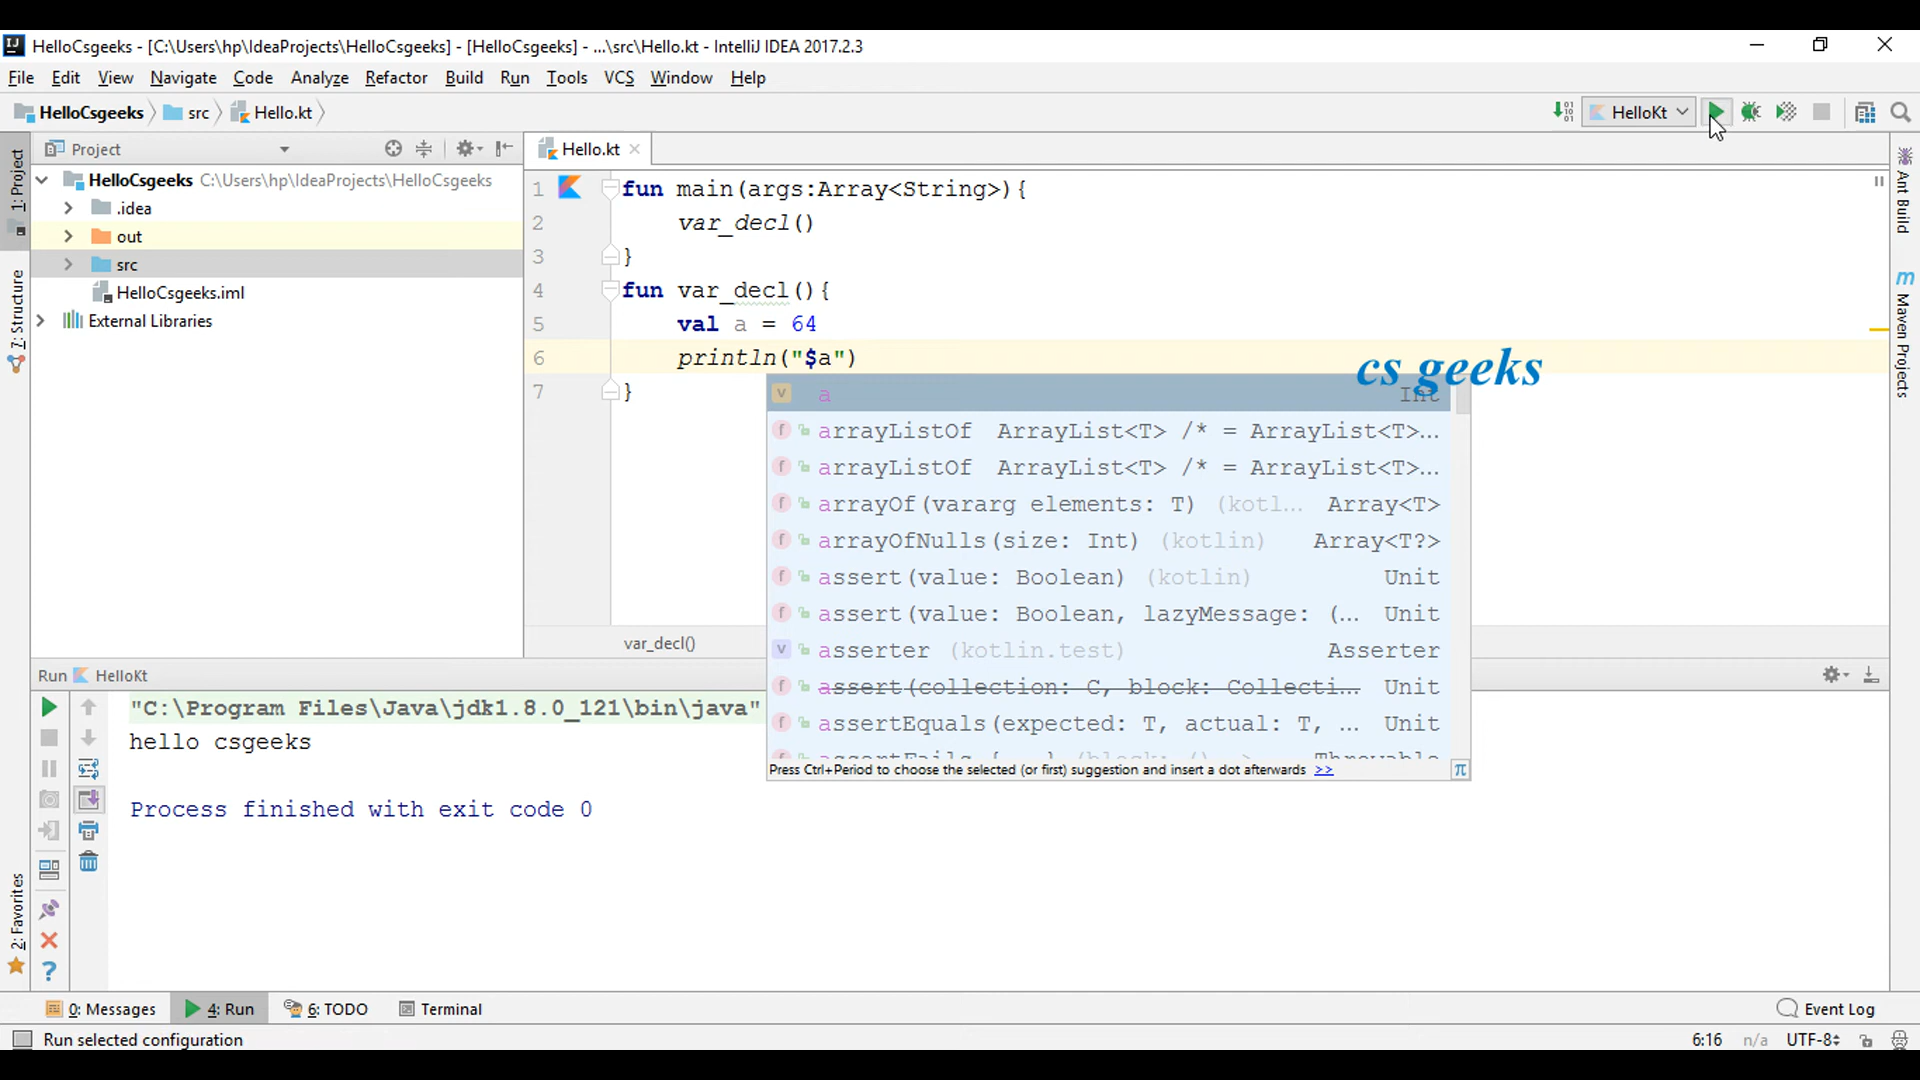 HelloCsgeeks - [C:\Users\hp\IdeaProjects\HelloCsgeeks] - [HelloCsgeeks] - ...\src\Hello.kt - IntelliJ IDEA 2017.2.3
File Edit View Navigate Code Analyze Refactor Build Run Tools VCS Window Help
HelloCsgeeks src Hello.kt HelloKt
1: Project
7: Structure
2: Favorites
Project
HelloCsgeeks C:\Users\hp\IdeaProjects\HelloCsgeeks
.idea
out
src
HelloCsgeeks.iml
External Libraries
Hello.kt
1 fun main(args:Array<String>){
2 var_decl()
3 }
4 fun var_decl(){
5 val a = 64
6 println("$a")
7 }
cs geeks
a Int
arrayListOf ArrayList<T> /* = ArrayList<T>...
arrayListOf ArrayList<T> /* = ArrayList<T>...
arrayOf(vararg elements: T) (kotl... Array<T>
arrayOfNulls(size: Int) (kotlin) Array<T?>
assert(value: Boolean) (kotlin) Unit
assert(value: Boolean, lazyMessage: (... Unit
asserter (kotlin.test) Asserter
assert(collection: C, block: Collecti... Unit
assertEquals(expected: T, actual: T, ... Unit
Press Ctrl+Period to choose the selected (or first) suggestion and insert a dot afterwards >>
var_decl()
Ant Build
Maven Projects
Run HelloKt
"C:\Program Files\Java\jdk1.8.0_121\bin\java"
hello csgeeks
Process finished with exit code 0
0: Messages 4: Run 6: TODO Terminal Event Log
Run selected configuration 6:16 n/a UTF-8